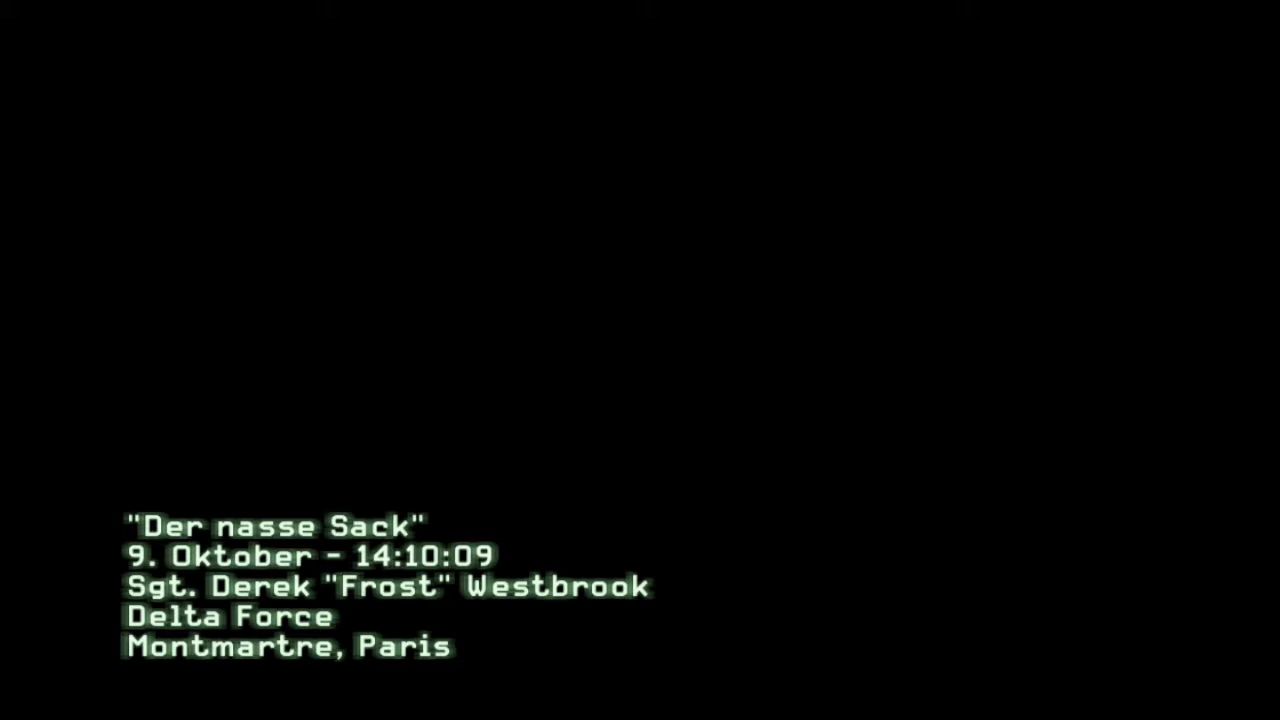 "Der nasse Sack"
9. Oktober - 14:10:09
Sgt. Derek "Frost" Westbrook
Delta Force
Montmartre, Paris